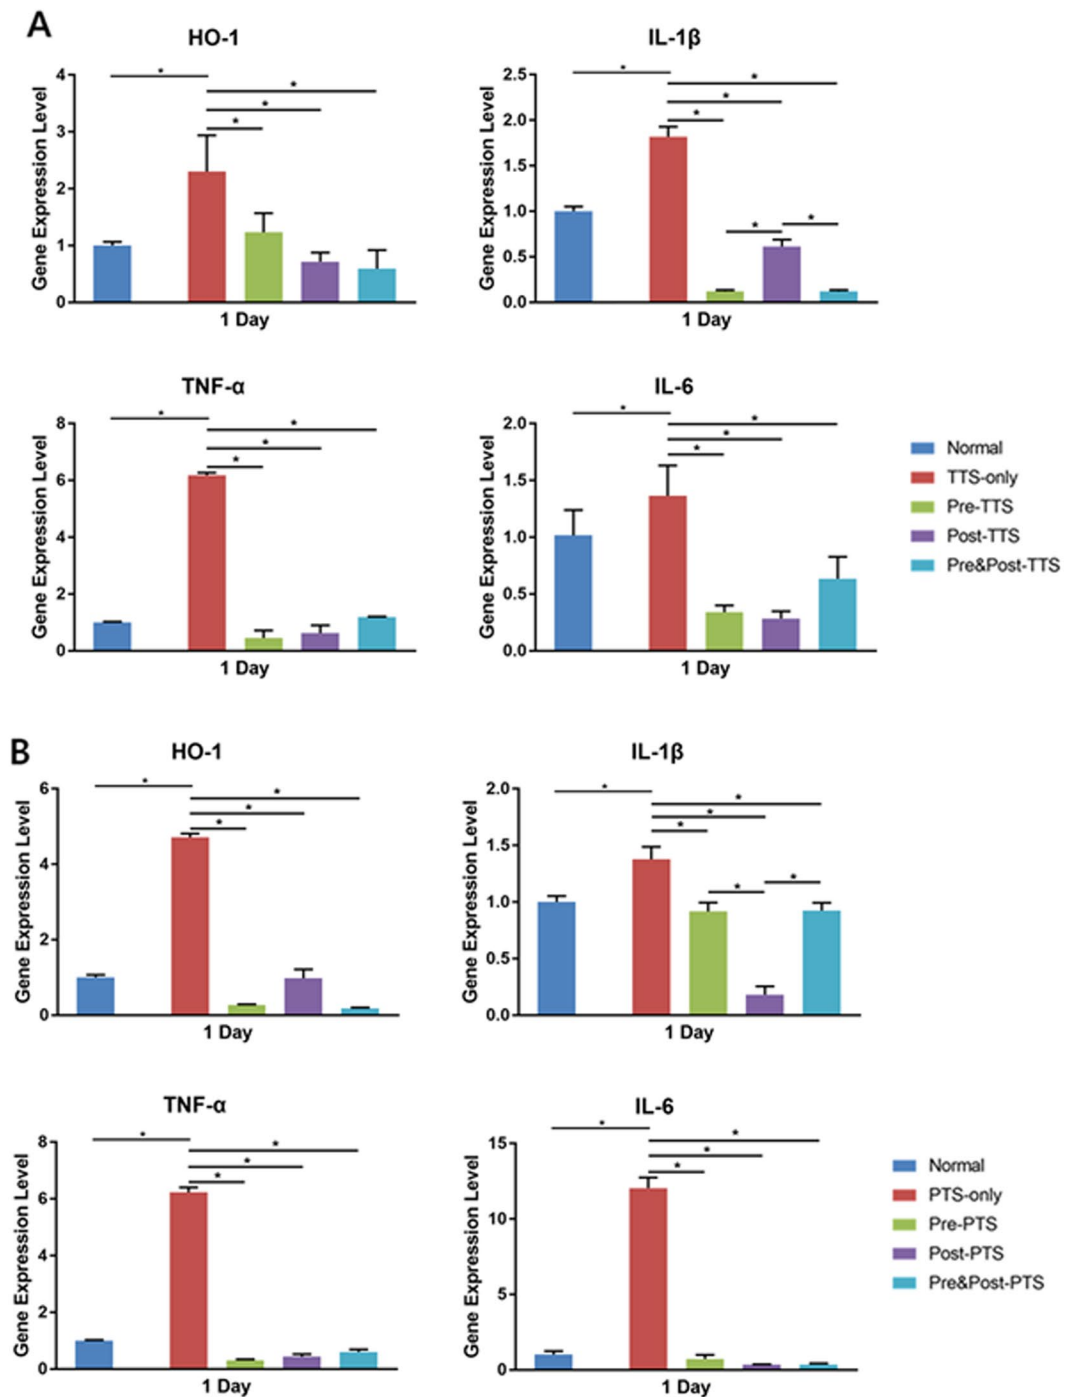 A
HO-1
Gene Expression Level
4
3
2
1
0
*
*
*
*
1 Day
IL-1β
Gene Expression Level
2.5
2.0
1.5
1.0
0.5
0.0
*
*
*
*
*
*
1 Day
TNF-α
Gene Expression Level
8
6
4
2
0
*
*
*
*
1 Day
IL-6
Gene Expression Level
2.0
1.5
1.0
0.5
0.0
*
*
*
*
1 Day
Normal
TTS-only
Pre-TTS
Post-TTS
Pre&Post-TTS
B
HO-1
Gene Expression Level
6
4
2
0
*
*
*
*
1 Day
IL-1β
Gene Expression Level
2.0
1.5
1.0
0.5
0.0
*
*
*
*
*
*
1 Day
TNF-α
Gene Expression Level
8
6
4
2
0
*
*
*
*
1 Day
IL-6
Gene Expression Level
15
10
5
0
*
*
*
*
1 Day
Normal
PTS-only
Pre-PTS
Post-PTS
Pre&Post-PTS